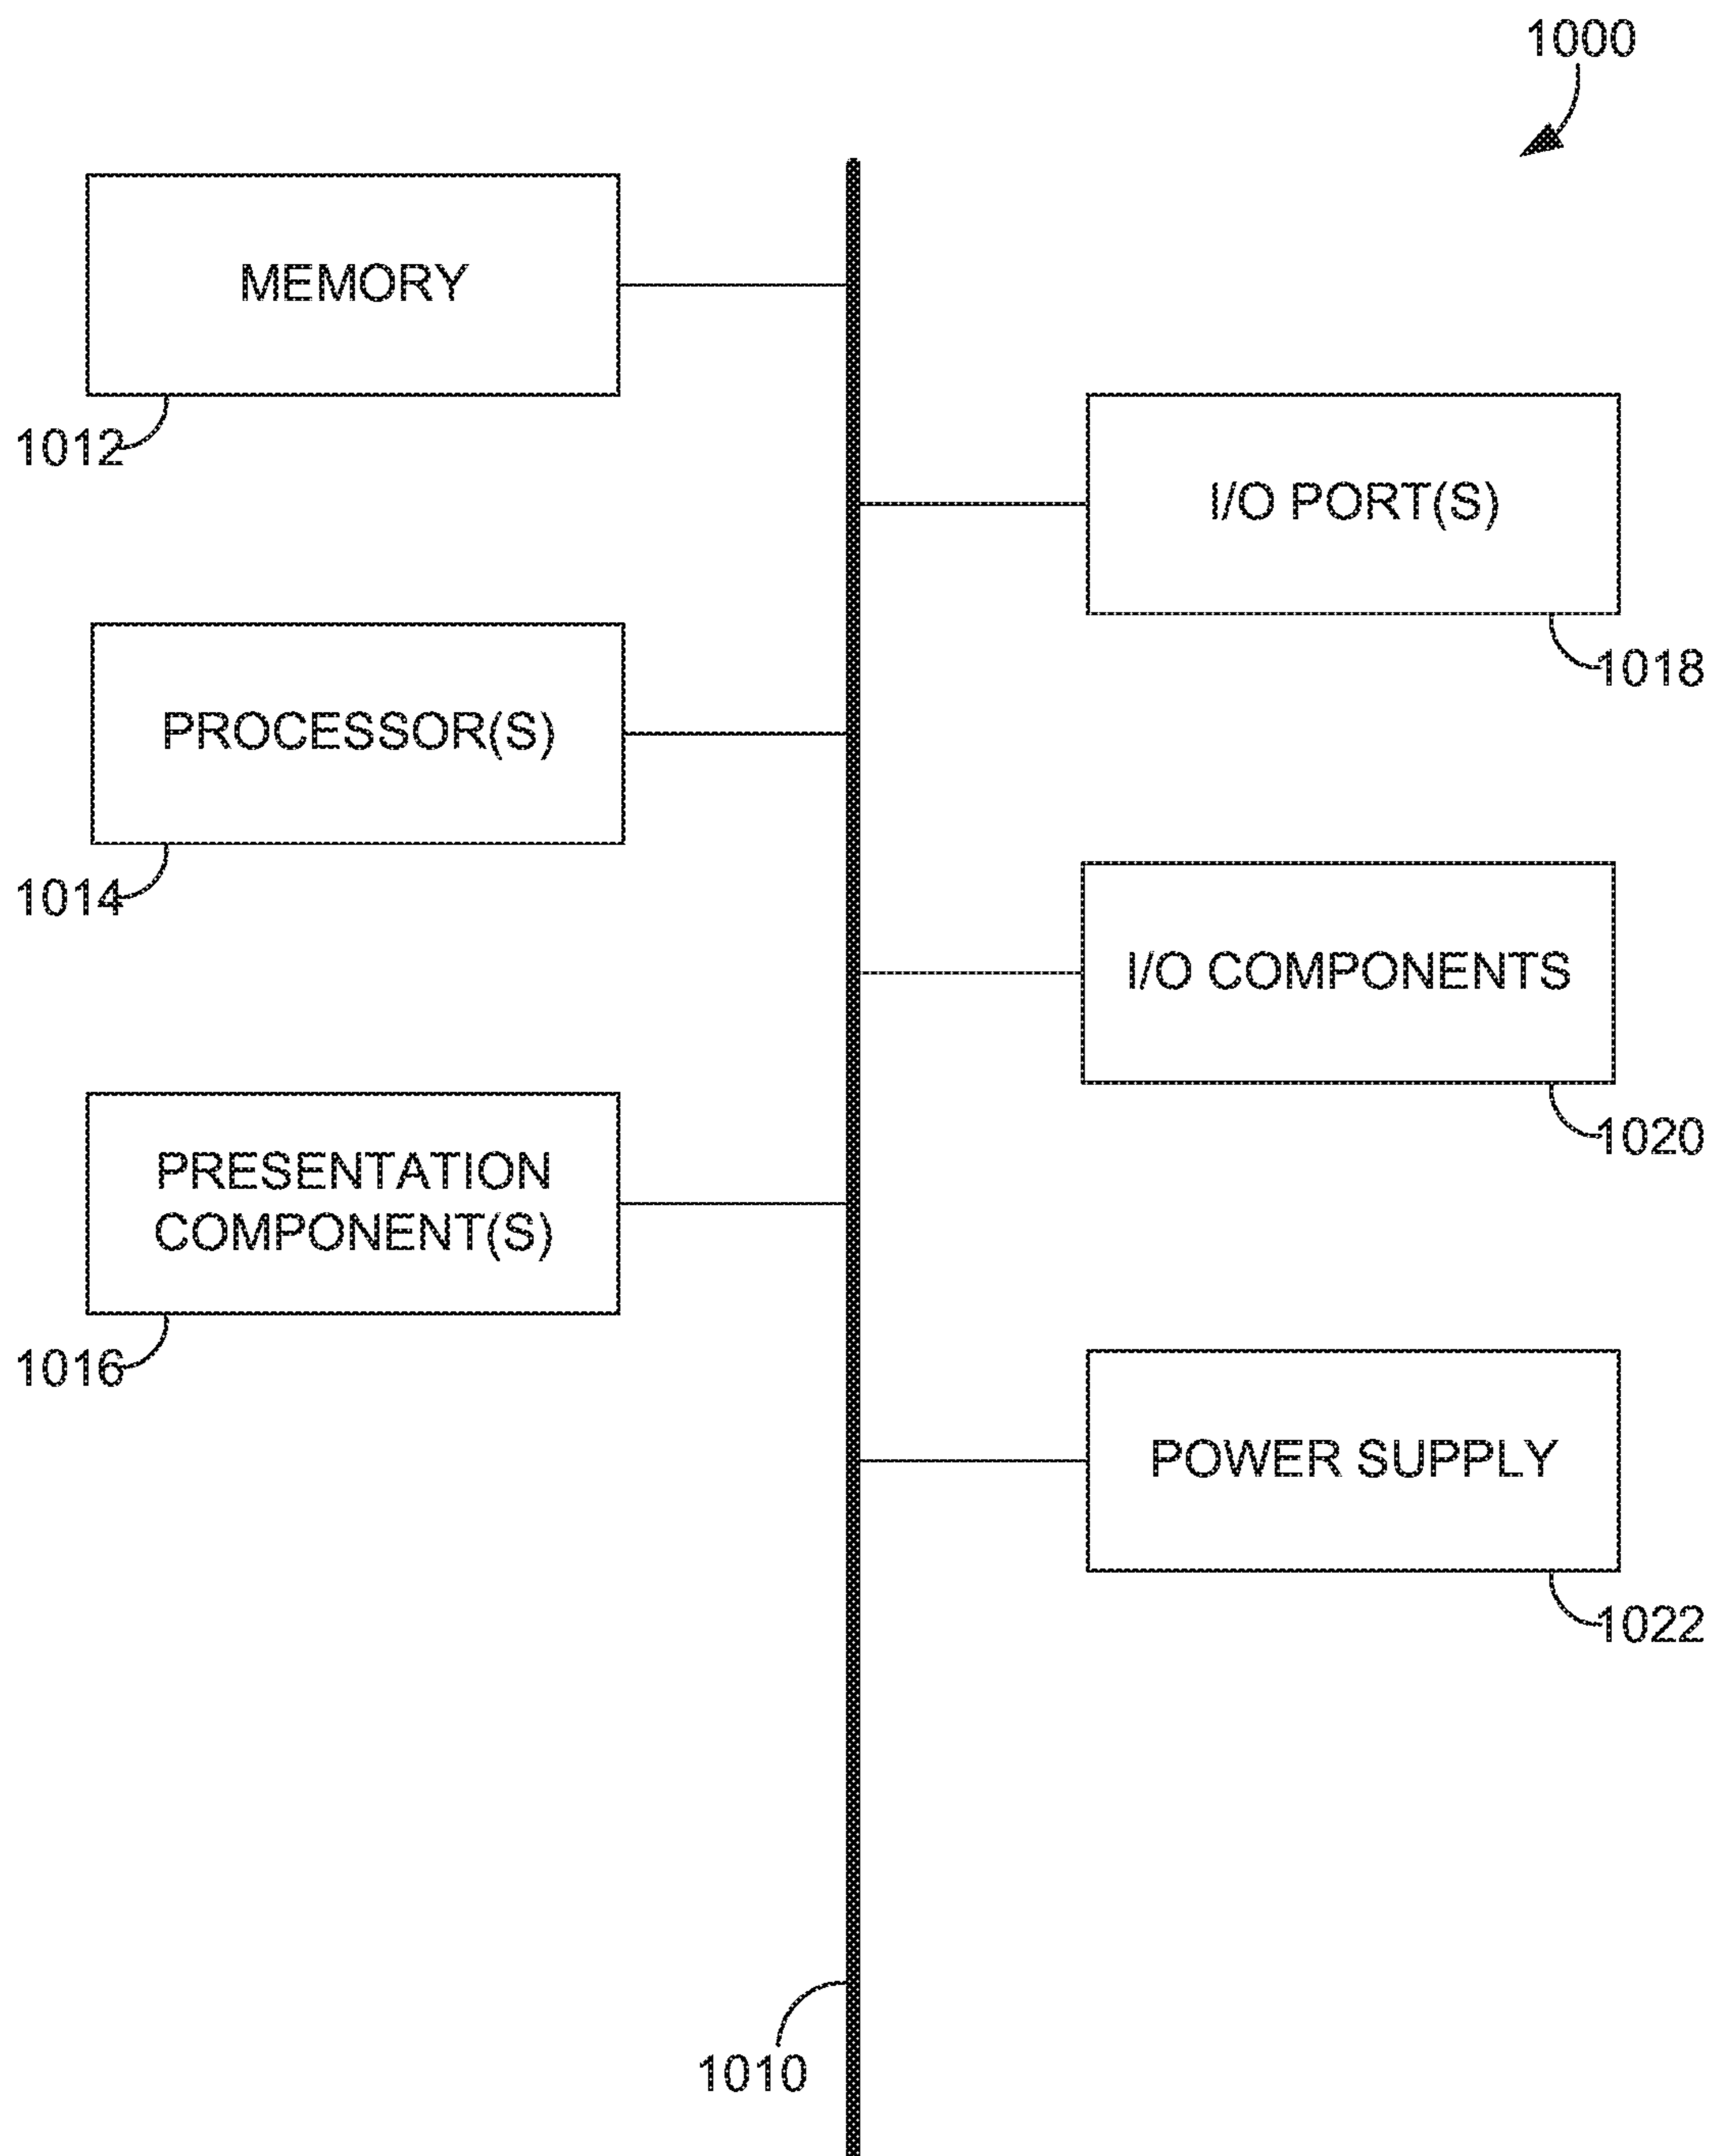 1000
MEMORY
1012
I/O PORT(S)
1018
PROCESSOR(S)
1014
I/O COMPONENTS
1020
PRESENTATION
COMPONENT(S)
1016
POWER SUPPLY
1022
1010